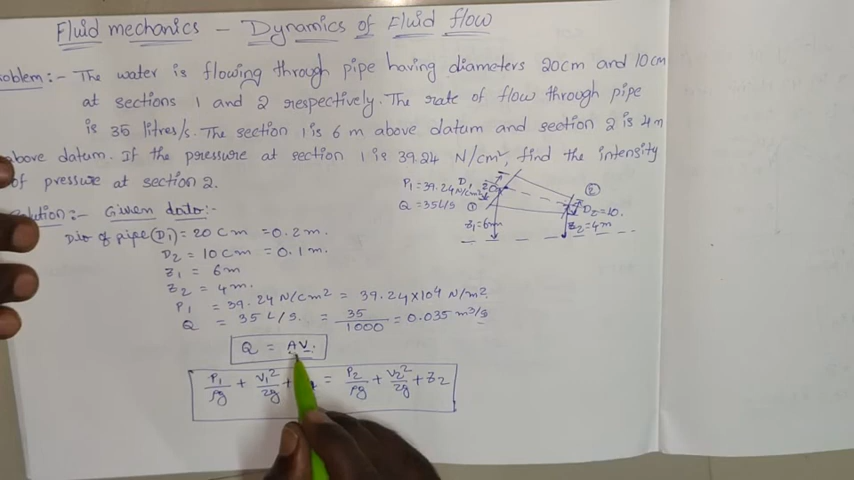 Fluid mechanics - Dynamics of Fluid flow
roblem:- The water is flowing through pipe having diameters 20cm and 10cm
at sections 1 and 2 respectively. The rate of flow through pipe
is 35 litres/s. The section 1 is 6 m above datum and section 2 is 4m
above datum. If the pressure at section 1 is 39.24 N/cm², find the intensity
of pressure at section 2.
P1 = 39.24 N/cm²
Q = 35L/s
D1
20
①
Z1=6m
②
D2=10.
Z2=4m
Solution:- Given data:-
Dia of pipe (D1) = 20 cm = 0.2m.
D2 = 10 cm = 0.1m.
Z1 = 6m
Z2 = 4m.
P1 = 39.24 N/cm² = 39.24×10⁴ N/m².
Q = 35 L/s. = 35/1000 = 0.035 m³/s
Q = AV.
P1/ρg + V1²/2g + = P2/ρg + V2²/2g + Z2